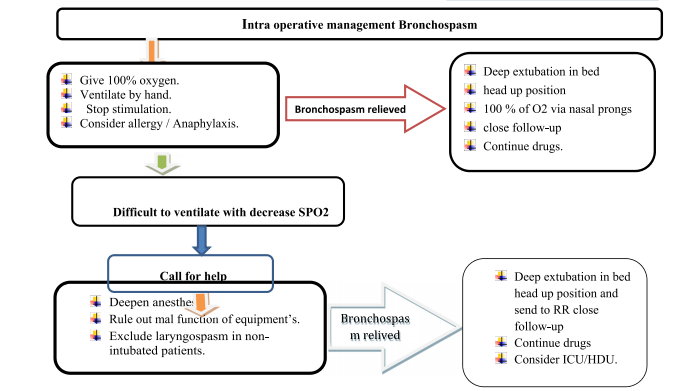 Intra operative management Bronchospasm
Give 100% oxygen.
Ventilate by hand.
Stop stimulation.
Consider allergy / Anaphylaxis.
Bronchospasm relieved
Deep extubation in bed
head up position
100 % of O2 via nasal prongs
close follow-up
Continue drugs.
Difficult to ventilate with decrease SPO2
Call for help
Deepen anesthe
Rule out mal function of equipment’s.
Exclude laryngospasm in non-
intubated patients.
Bronchospas
m relived
Deep extubation in bed
head up position and
send to RR close
follow-up
Continue drugs
Consider ICU/HDU.